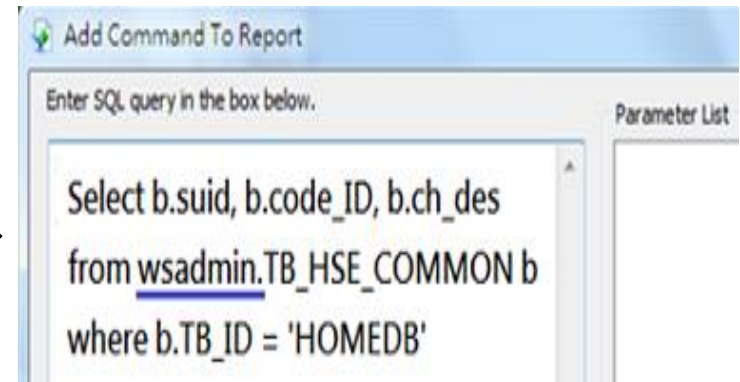 Add Command To Report
Enter SQL query in the box below.
Parameter List
Select b.suid, b.code_ID, b.ch_des
from wsadmin.TB_HSE_COMMON b
where b.TB_ID = 'HOMEDB'